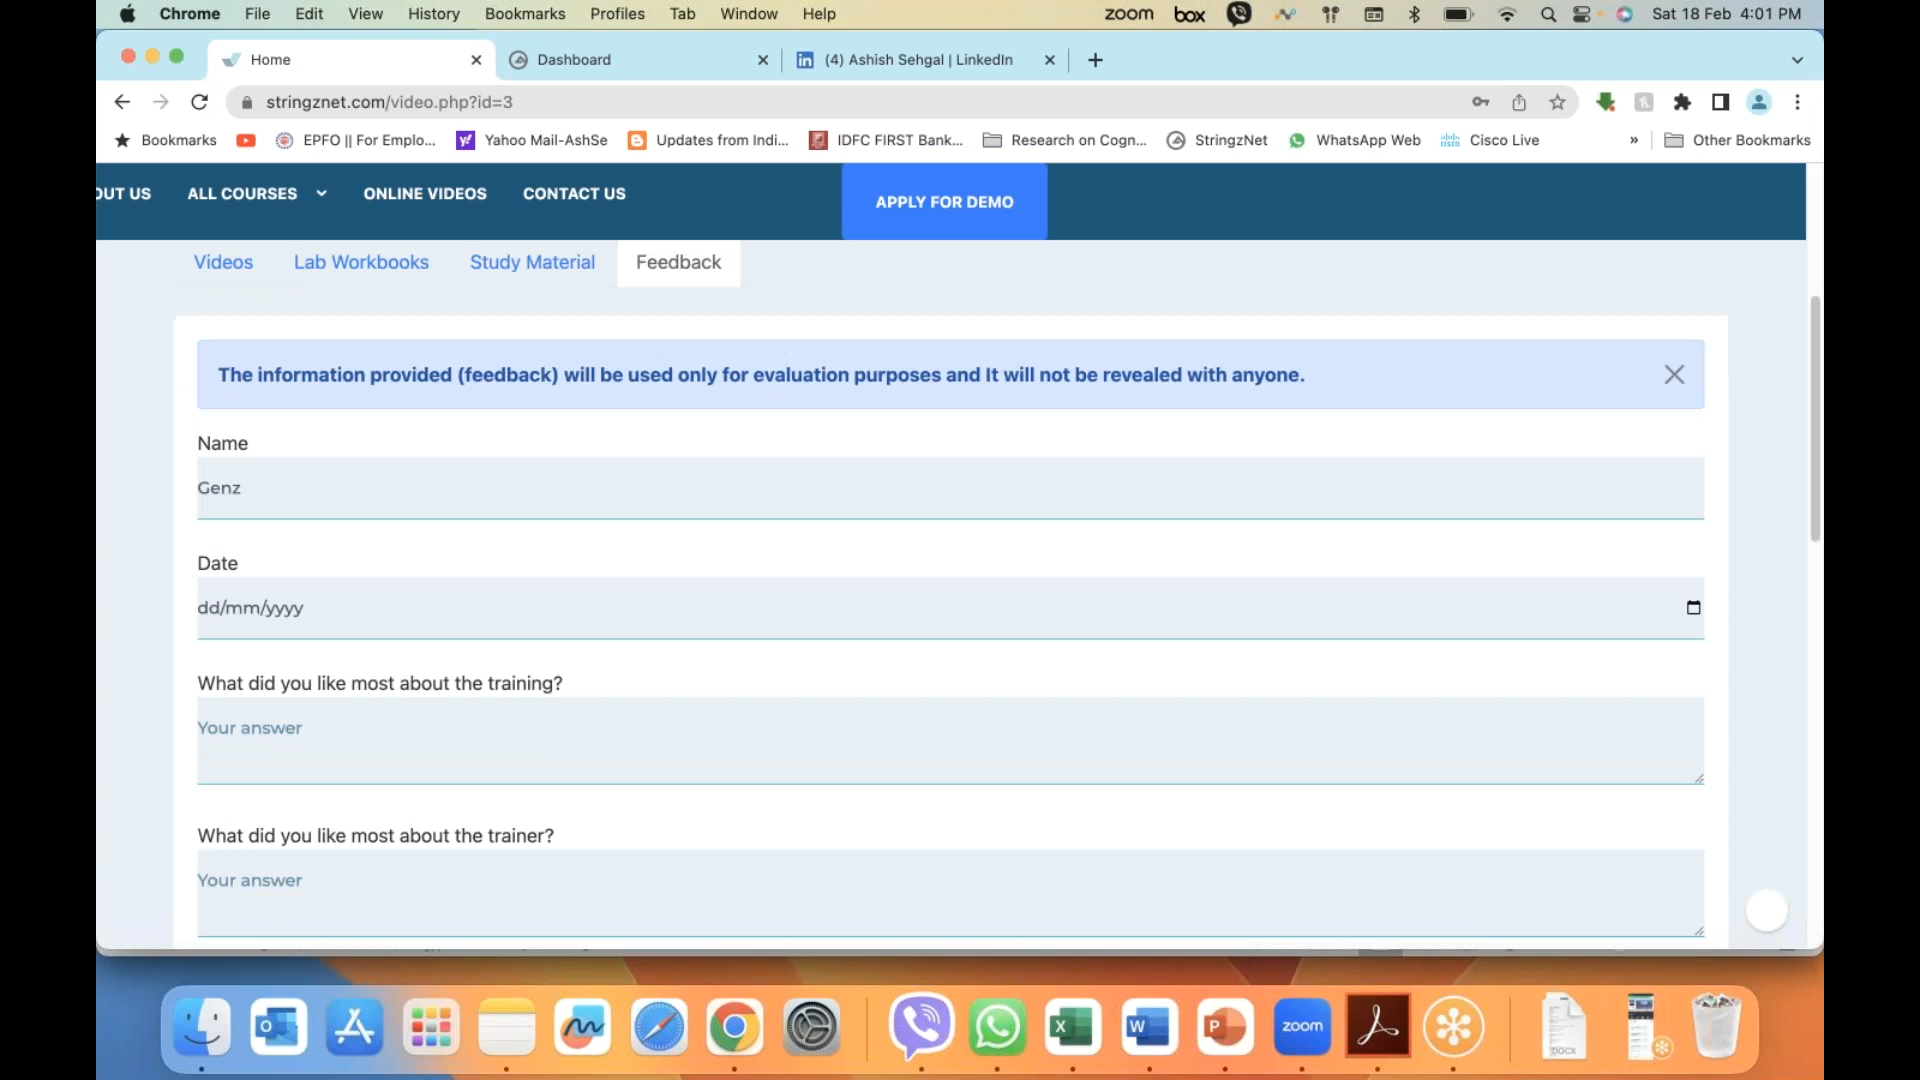 Chrome File Edit View History Bookmarks Profiles Tab Window Help zoom box Sat 18 Feb 4:01 PM
Home Dashboard (4) Ashish Sehgal | LinkedIn
stringznet.com/video.php?id=3
Bookmarks EPFO || For Emplo... Yahoo Mail-AshSe Updates from Indi... IDFC FIRST Bank... Research on Cogn... StringzNet WhatsApp Web Cisco Live » Other Bookmarks
OUT US ALL COURSES ONLINE VIDEOS CONTACT US APPLY FOR DEMO
Videos Lab Workbooks Study Material Feedback
The information provided (feedback) will be used only for evaluation purposes and It will not be revealed with anyone.
Name
Genz
Date
dd/mm/yyyy
What did you like most about the training?
Your answer
What did you like most about the trainer?
Your answer
zoom
DOCX